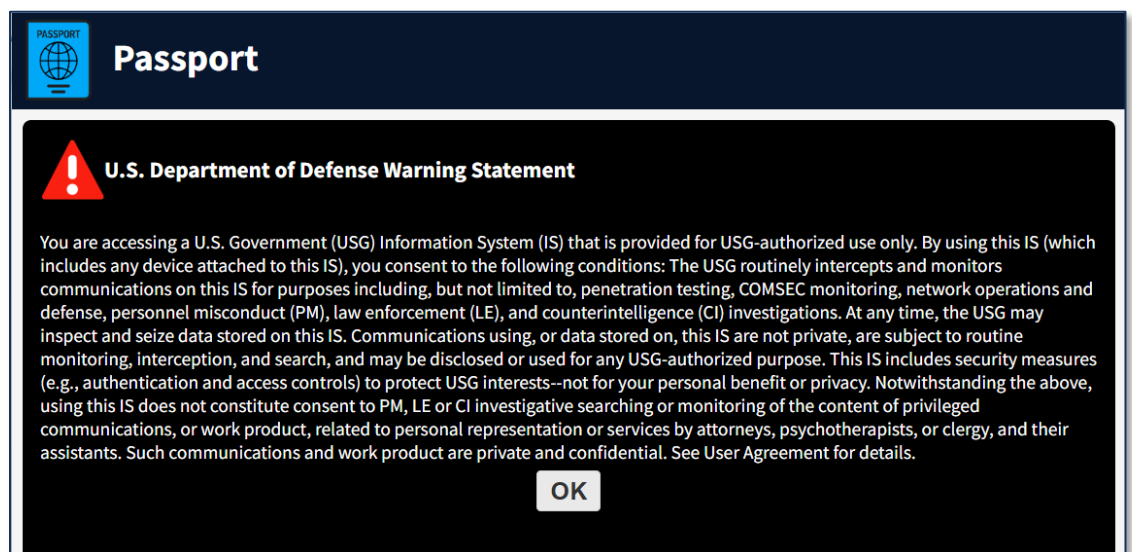 PASSPORT
Passport
U.S. Department of Defense Warning Statement
You are accessing a U.S. Government (USG) Information System (IS) that is provided for USG-authorized use only. By using this IS (which
includes any device attached to this IS), you consent to the following conditions: The USG routinely intercepts and monitors
communications on this IS for purposes including, but not limited to, penetration testing, COMSEC monitoring, network operations and
defense, personnel misconduct (PM), law enforcement (LE), and counterintelligence (CI) investigations. At any time, the USG may
inspect and seize data stored on this IS. Communications using, or data stored on, this IS are not private, are subject to routine
monitoring, interception, and search, and may be disclosed or used for any USG-authorized purpose. This IS includes security measures
(e.g., authentication and access controls) to protect USG interests--not for your personal benefit or privacy. Notwithstanding the above,
using this IS does not constitute consent to PM, LE or CI investigative searching or monitoring of the content of privileged
communications, or work product, related to personal representation or services by attorneys, psychotherapists, or clergy, and their
assistants. Such communications and work product are private and confidential. See User Agreement for details.
OK